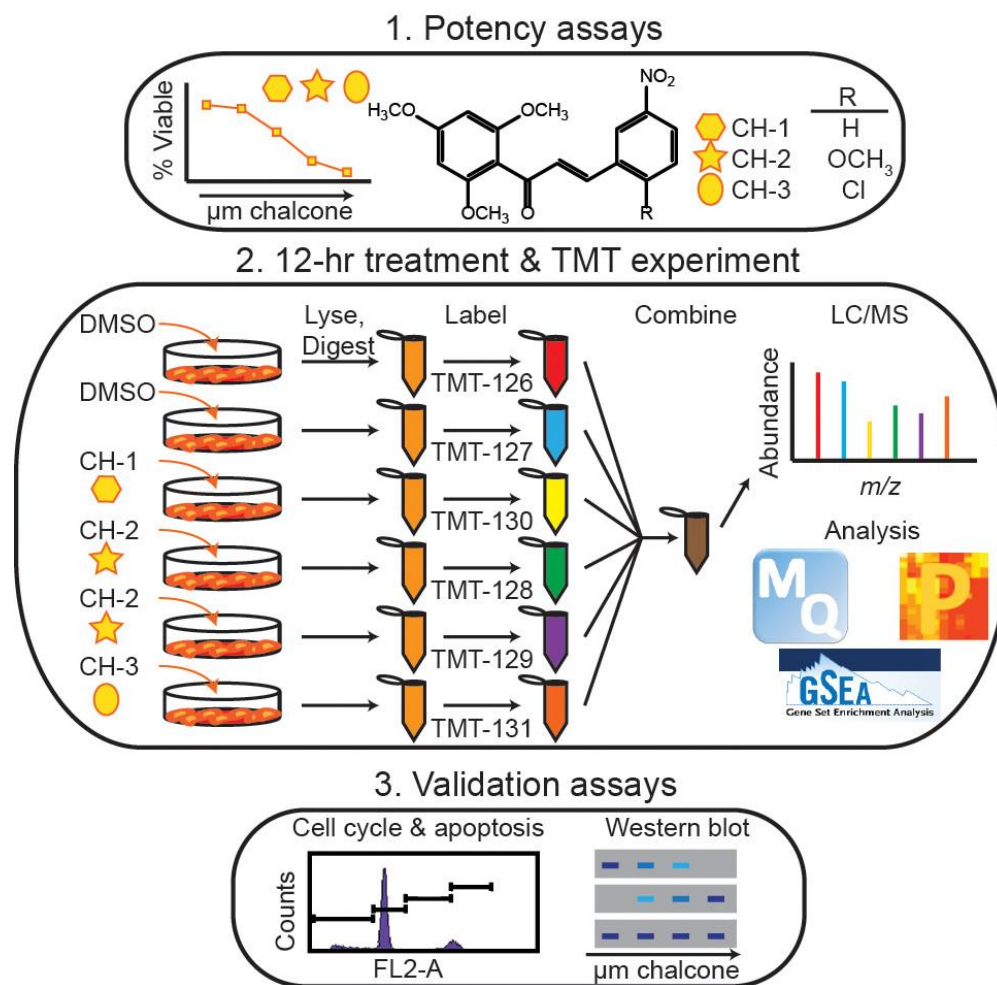 1. Potency assays
% Viable
µm chalcone
H₃CO
OCH₃
OCH₃
O
NO₂
R
R
CH-1 H
CH-2 OCH₃
CH-3 Cl
2. 12-hr treatment & TMT experiment
DMSO
DMSO
CH-1
CH-2
CH-2
CH-3
Lyse,
Digest
Label
TMT-126
TMT-127
TMT-130
TMT-128
TMT-129
TMT-131
Combine
LC/MS
Abundance
m/z
Analysis
M
Q
P
GSEA
Gene Set Enrichment Analysis
3. Validation assays
Cell cycle & apoptosis
Counts
FL2-A
Western blot
µm chalcone